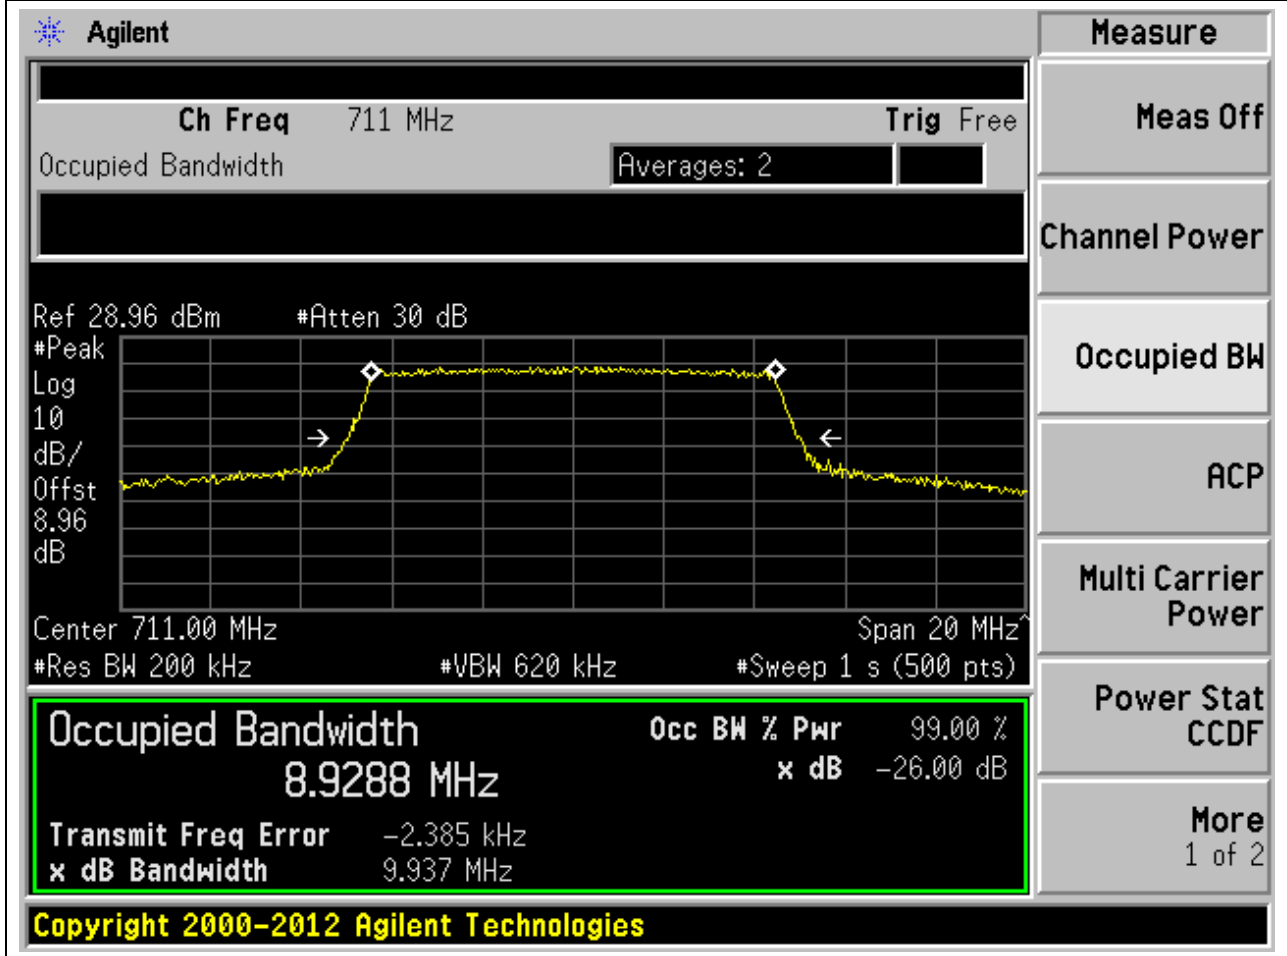 Agilent
Measure
Ch Freq 711 MHz Trig Free
Occupied Bandwidth Averages: 2
Meas Off
Channel Power
Ref 28.96 dBm #Atten 30 dB
#Peak
Log
10
dB/
Offst
8.96
dB
Occupied BW
ACP
Center 711.00 MHz Span 20 MHz^
#Res BW 200 kHz #VBW 620 kHz #Sweep 1 s (500 pts)
Multi Carrier
Power
Occupied Bandwidth Occ BW % Pwr 99.00 %
8.9288 MHz x dB -26.00 dB
Transmit Freq Error -2.385 kHz
x dB Bandwidth 9.937 MHz
Power Stat
CCDF
More
1 of 2
Copyright 2000-2012 Agilent Technologies